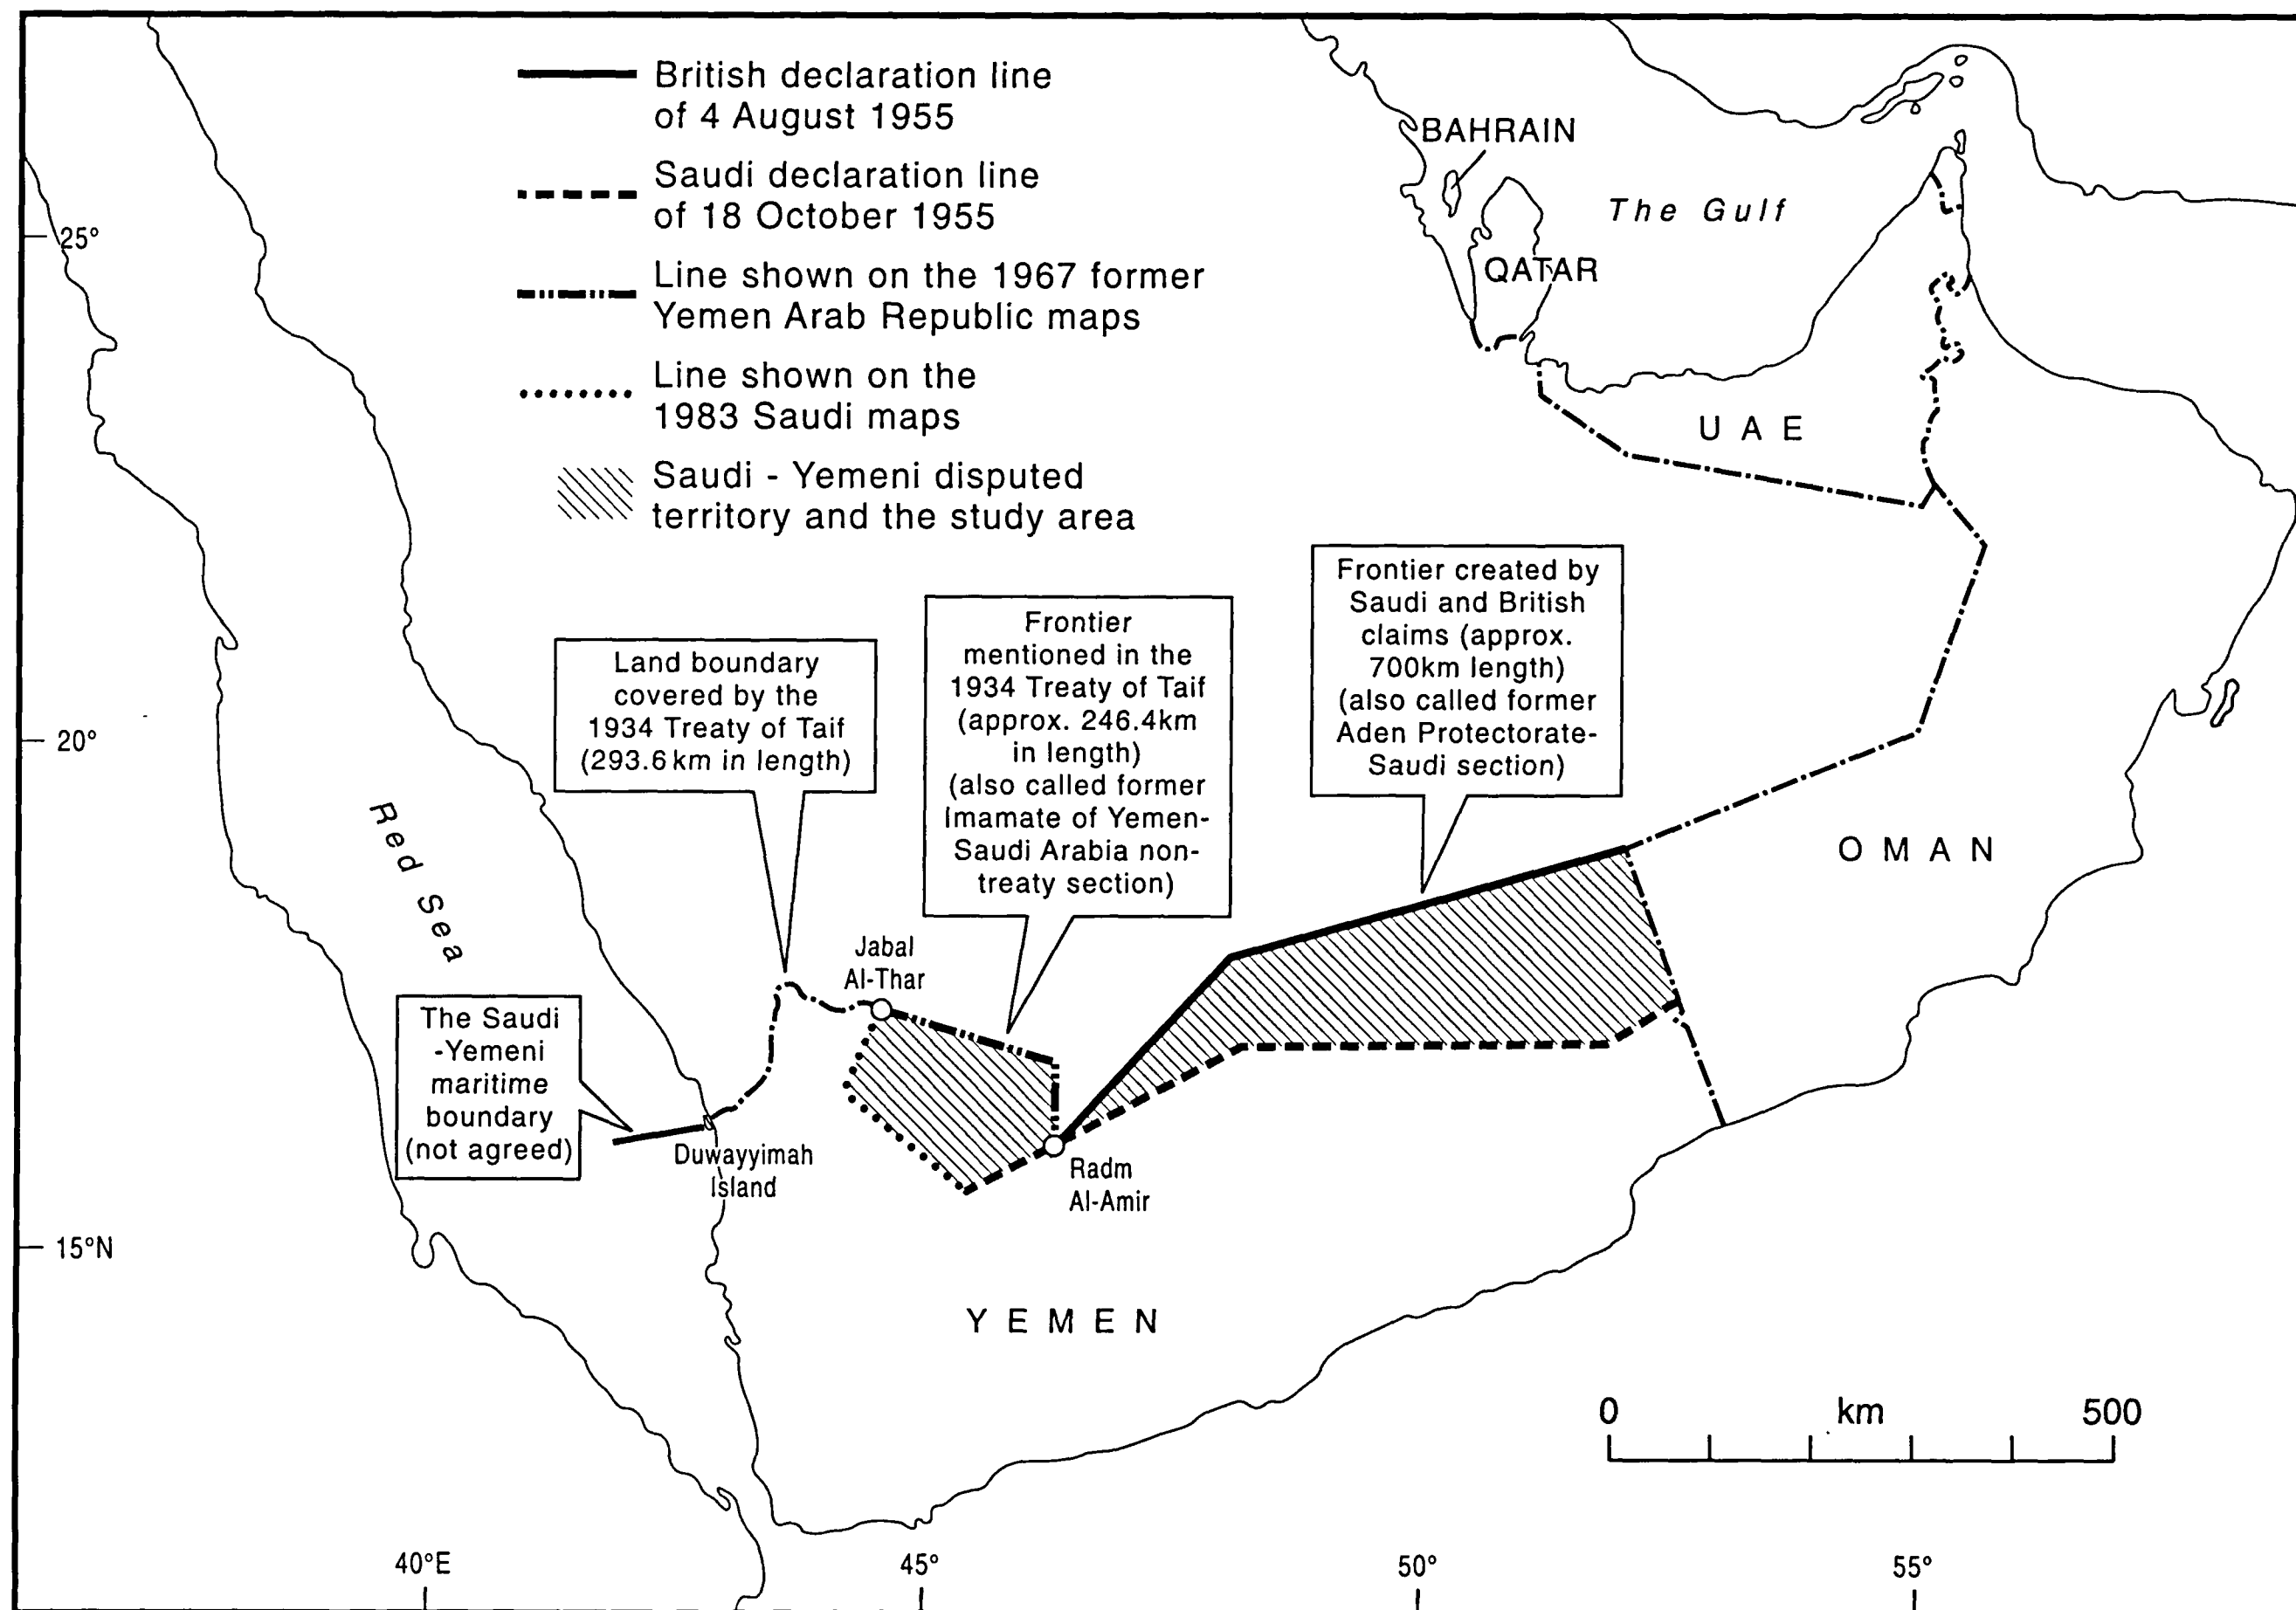 British declaration line
of 4 August 1955
Saudi declaration line
of 18 October 1955
Line shown on the 1967 former
Yemen Arab Republic maps
Line shown on the
1983 Saudi maps
Saudi - Yemeni disputed
territory and the study area
BAHRAIN
The Gulf
QATAR
UAE
25°
20°
15°N
Frontier created by
Saudi and British
claims (approx.
700km length)
(also called former
Aden Protectorate-
Saudi section)
Frontier
mentioned in the
1934 Treaty of Taif
(approx. 246.4km
in length)
(also called former
Imamate of Yemen-
Saudi Arabia non-
treaty section)
Land boundary
covered by the
1934 Treaty of Taif
(293.6km in length)
Red Sea
OMAN
Jabal
Al-Thar
The Saudi
-Yemeni
maritime
boundary
(not agreed)
Duwayyimah
Island
Radm
Al-Amir
YEMEN
0 km 500
40°E 45° 50° 55°